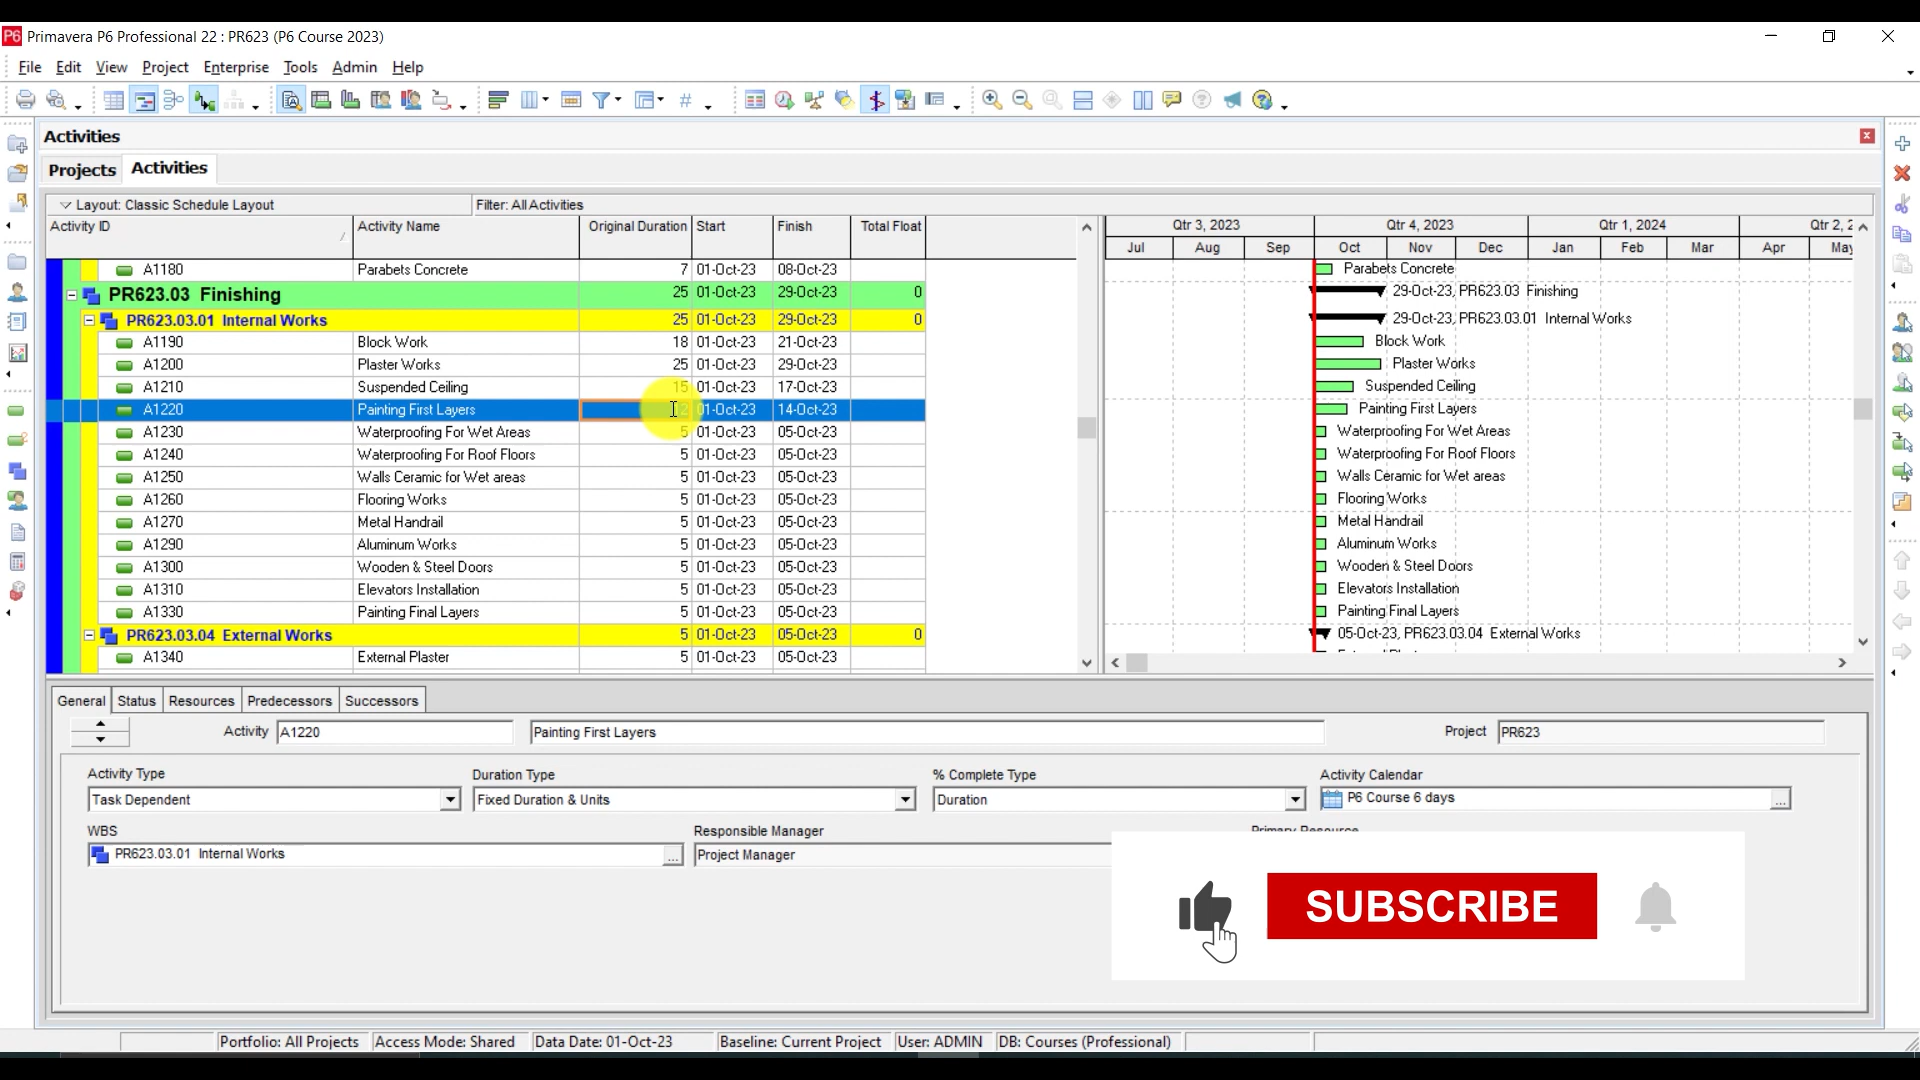 P6 Primavera P6 Professional 22 : PR623 (P6 Course 2023)
File Edit View Project Enterprise Tools Admin Help
Activities
Projects Activities
Layout: Classic Schedule Layout Filter: All Activities
Activity ID Activity Name Original Duration Start Finish Total Float
Qtr 3, 2023 Qtr 4, 2023 Qtr 1, 2024 Qtr 2, 2
Jul Aug Sep Oct Nov Dec Jan Feb Mar Apr May
A1180 Parabets Concrete 7 01-Oct-23 08-Oct-23 Parabets Concrete
PR623.03 Finishing 25 01-Oct-23 29-Oct-23 0 29-Oct-23, PR623.03 Finishing
PR623.03.01 Internal Works 25 01-Oct-23 29-Oct-23 0 29-Oct-23, PR623.03.01 Internal Works
A1190 Block Work 18 01-Oct-23 21-Oct-23 Block Work
A1200 Plaster Works 25 01-Oct-23 29-Oct-23 Plaster Works
A1210 Suspended Ceiling 15 01-Oct-23 17-Oct-23 Suspended Ceiling
A1220 Painting First Layers 01-Oct-23 14-Oct-23 Painting First Layers
A1230 Waterproofing For Wet Areas 5 01-Oct-23 05-Oct-23 Waterproofing For Wet Areas
A1240 Waterproofing For Roof Floors 5 01-Oct-23 05-Oct-23 Waterproofing For Roof Floors
A1250 Walls Ceramic for Wet areas 5 01-Oct-23 05-Oct-23 Walls Ceramic for Wet areas
A1260 Flooring Works 5 01-Oct-23 05-Oct-23 Flooring Works
A1270 Metal Handrail 5 01-Oct-23 05-Oct-23 Metal Handrail
A1290 Aluminum Works 5 01-Oct-23 05-Oct-23 Aluminum Works
A1300 Wooden & Steel Doors 5 01-Oct-23 05-Oct-23 Wooden & Steel Doors
A1310 Elevators Installation 5 01-Oct-23 05-Oct-23 Elevators Installation
A1330 Painting Final Layers 5 01-Oct-23 05-Oct-23 Painting Final Layers
PR623.03.04 External Works 5 01-Oct-23 05-Oct-23 0 05-Oct-23, PR623.03.04 External Works
A1340 External Plaster 5 01-Oct-23 05-Oct-23
General Status Resources Predecessors Successors
Activity A1220 Painting First Layers Project PR623
Activity Type Duration Type % Complete Type Activity Calendar
Task Dependent Fixed Duration & Units Duration P6 Course 6 days ...
WBS Responsible Manager Primary Resource
PR623.03.01 Internal Works ... Project Manager
SUBSCRIBE
Portfolio: All Projects Access Mode: Shared Data Date: 01-Oct-23 Baseline: Current Project User: ADMIN DB: Courses (Professional)